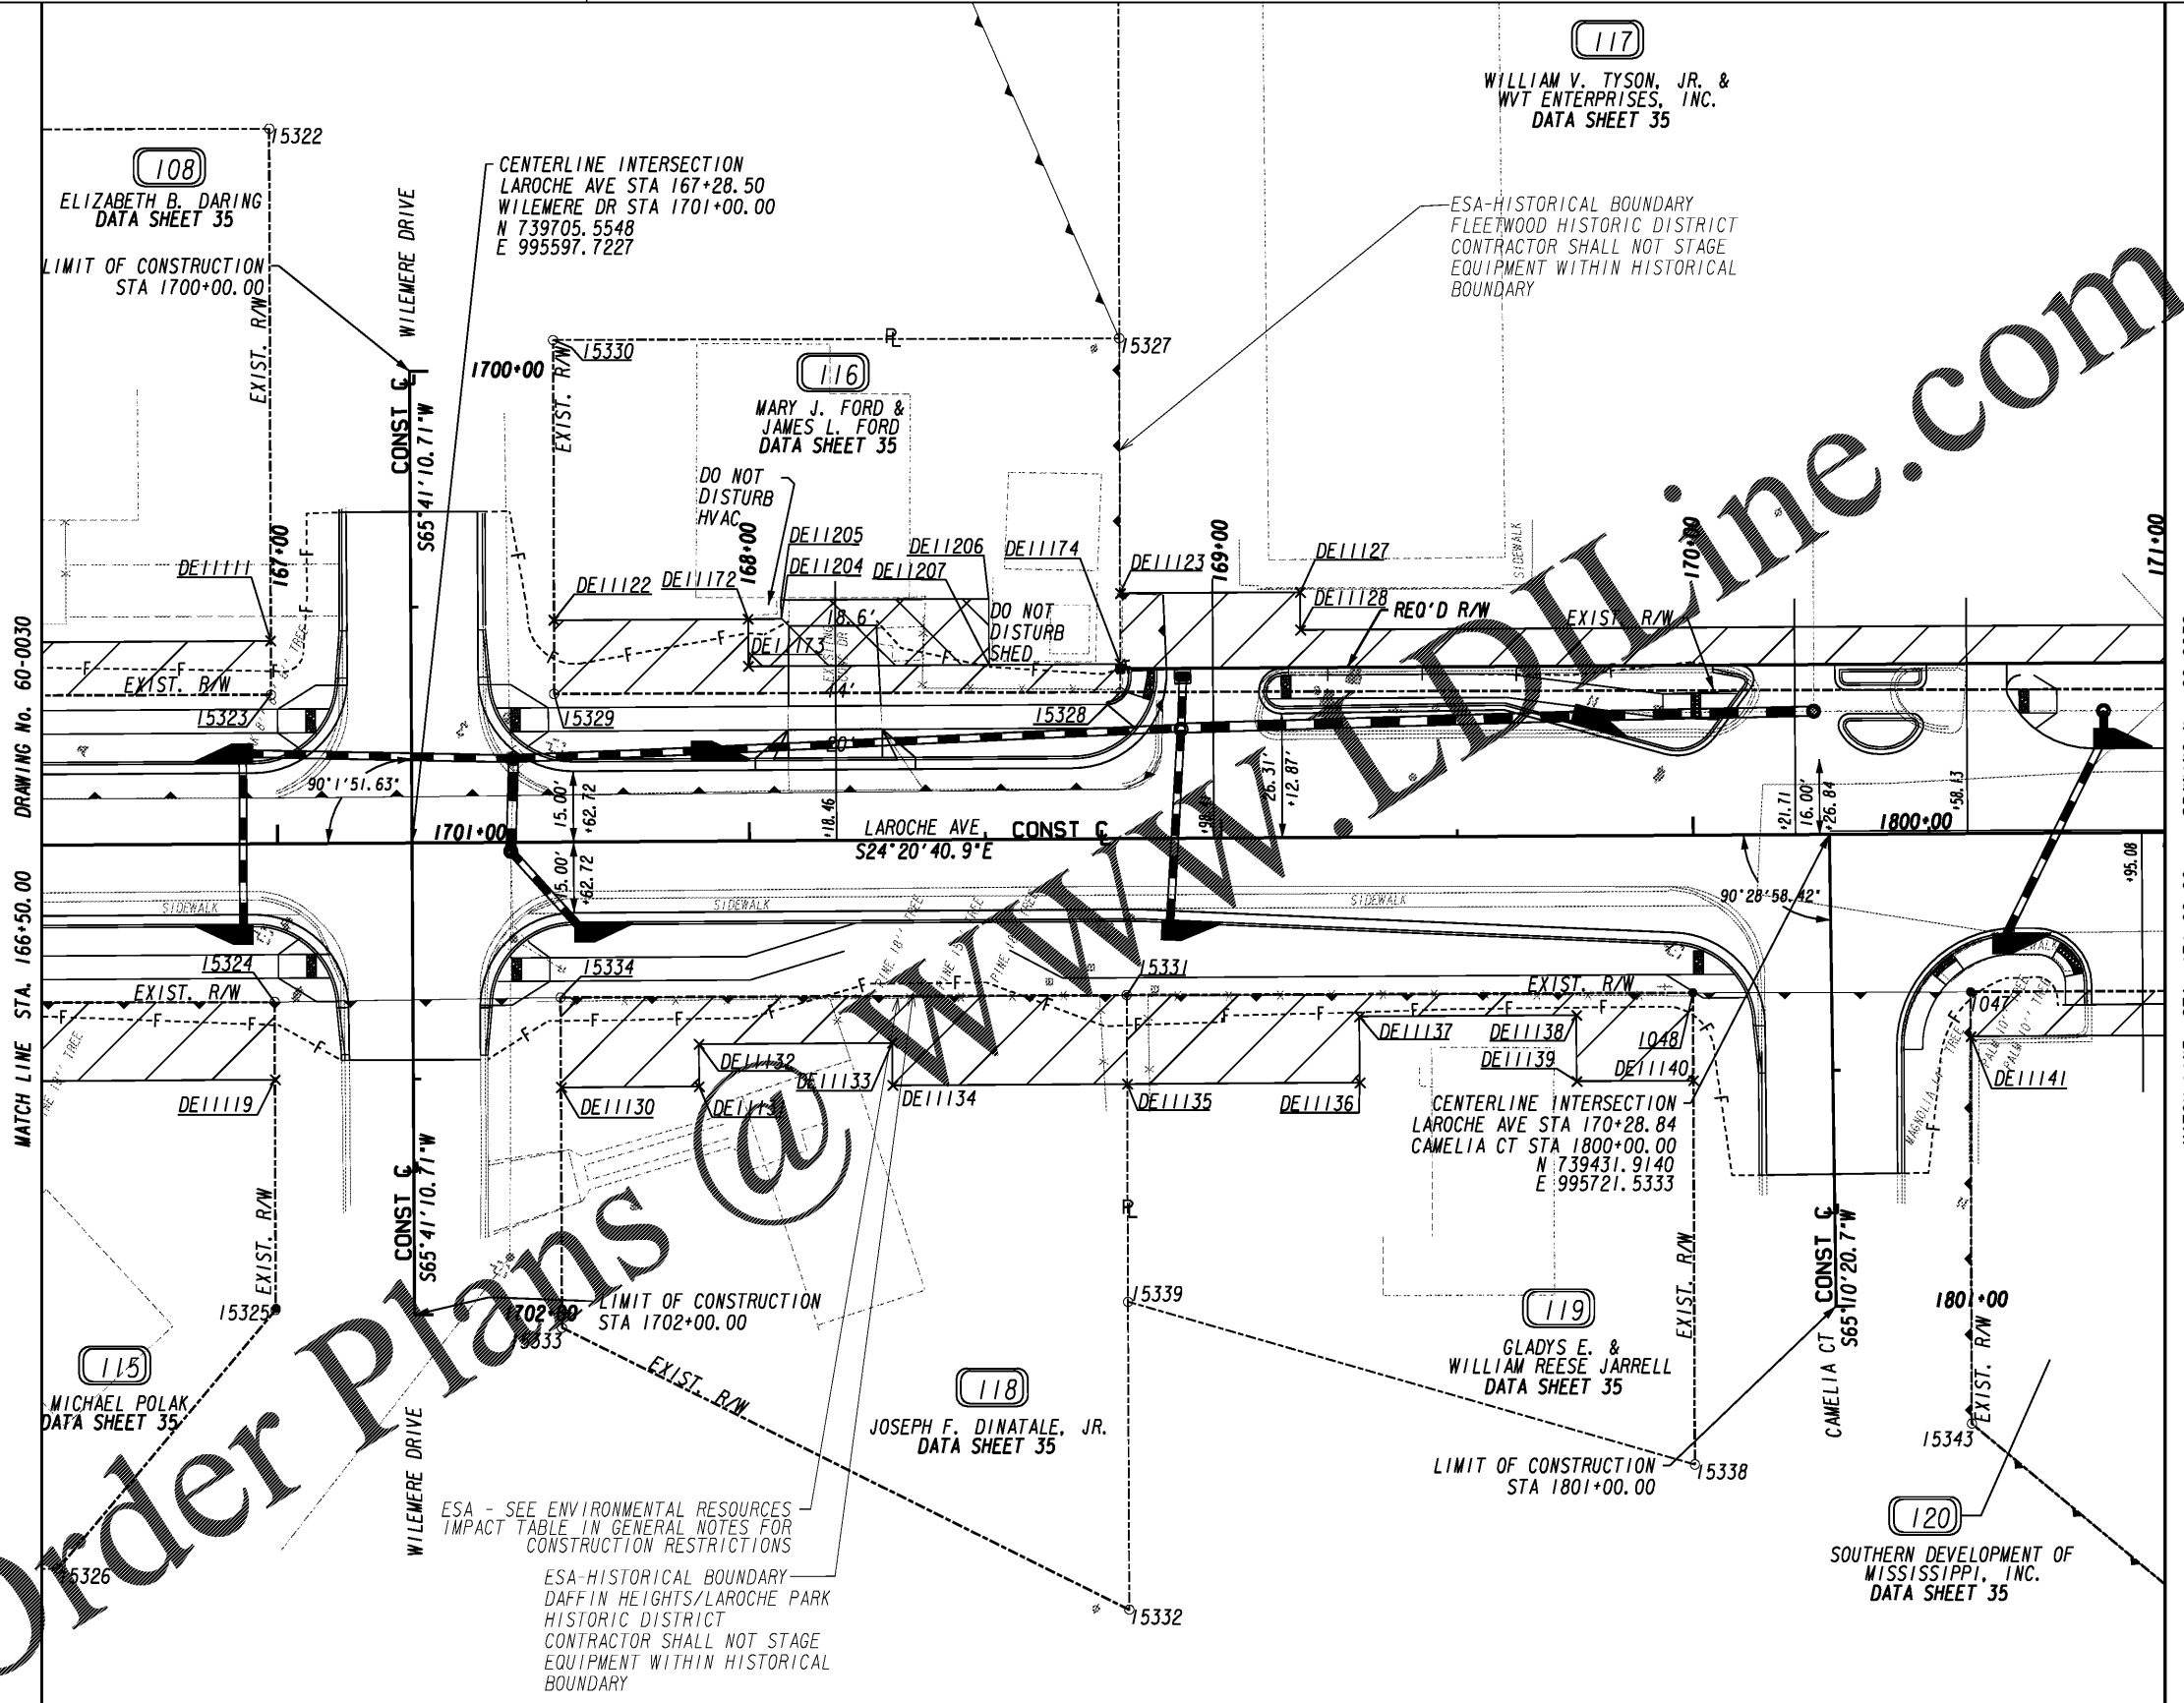 117
WILLIAM V. TYSON, JR. &
WVT ENTERPRISES, INC.
DATA SHEET 35
15322
108
ELIZABETH B. DARING
DATA SHEET 35
LIMIT OF CONSTRUCTION
STA 1700+00.00
EXIST. R/W
WILEMERE DRIVE
CENTERLINE INTERSECTION
LAROCHE AVE STA 167+28.50
WILEMERE DR STA 1701+00.00
N 739705.5548
E 995597.7227
ESA-HISTORICAL BOUNDARY
FLEETWOOD HISTORIC DISTRICT
CONTRACTOR SHALL NOT STAGE
EQUIPMENT WITHIN HISTORICAL
BOUNDARY
15330
15327
1700+00
EXIST. R/W
CONST
S65°41'10.71"W
116
MARY J. FORD &
JAMES L. FORD
DATA SHEET 35
DO NOT
DISTURB
HVAC
167+00
168+00
169+00
170+00
171+00
SIDEWALK
DE11111
DE11122
DE11172
DE11205
DE11204
DE11206
DE11207
DE11174
DE11123
DE11127
DE11128
DE11173
18.6'
DO NOT
DISTURB
SHED
REQ'D R/W
EXIST. R/W
TREE
EXIST. R/W
15323
15329
15328
14'
20'
90°1'51.63"
15.00'
+62.72
+18.46
26.31'
+12.87'
+21.71
16.00'
+26.84
+58.13
1701+00
LAROCHE AVE
CONST
S24°20'40.9"E
1800+00
15.00'
+62.72
90°28'58.42"
+95.08
SIDEWALK
SIDEWALK
SIDEWALK
15324
EXIST. R/W
15334
15331
EXIST. R/W
1047
1048
DE11119
DE11130
DE11131
DE11132
DE11133
DE11134
DE11135
DE11136
DE11137
DE11138
DE11139
DE11140
DE11141
CENTERLINE INTERSECTION
LAROCHE AVE STA 170+28.84
CAMELIA CT STA 1800+00.00
N 739431.9140
E 995721.5333
MATCH LINE STA. 166+50.00 DRAWING No. 60-0030
CONST
S65°41'10.71"W
EXIST. R/W
15325
1702+00
15333
LIMIT OF CONSTRUCTION
STA 1702+00.00
EXIST. R/W
15339
119
GLADYS E. &
WILLIAM REESE JARRELL
DATA SHEET 35
EXIST. R/W
CONST
S65°10'20.7"W
CAMELIA CT
1801+00
EXIST. R/W
15343
115
MICHAEL POLAK
DATA SHEET 35
15326
WILEMERE DRIVE
118
JOSEPH F. DINATALE, JR.
DATA SHEET 35
LIMIT OF CONSTRUCTION
STA 1801+00.00
15338
120
SOUTHERN DEVELOPMENT OF
MISSISSIPPI, INC.
DATA SHEET 35
ESA - SEE ENVIRONMENTAL RESOURCES
IMPACT TABLE IN GENERAL NOTES FOR
CONSTRUCTION RESTRICTIONS
ESA-HISTORICAL BOUNDARY
DAFFIN HEIGHTS/LAROCHE PARK
HISTORIC DISTRICT
CONTRACTOR SHALL NOT STAGE
EQUIPMENT WITHIN HISTORICAL
BOUNDARY
15332
Order Plans @ www.LDILine.com